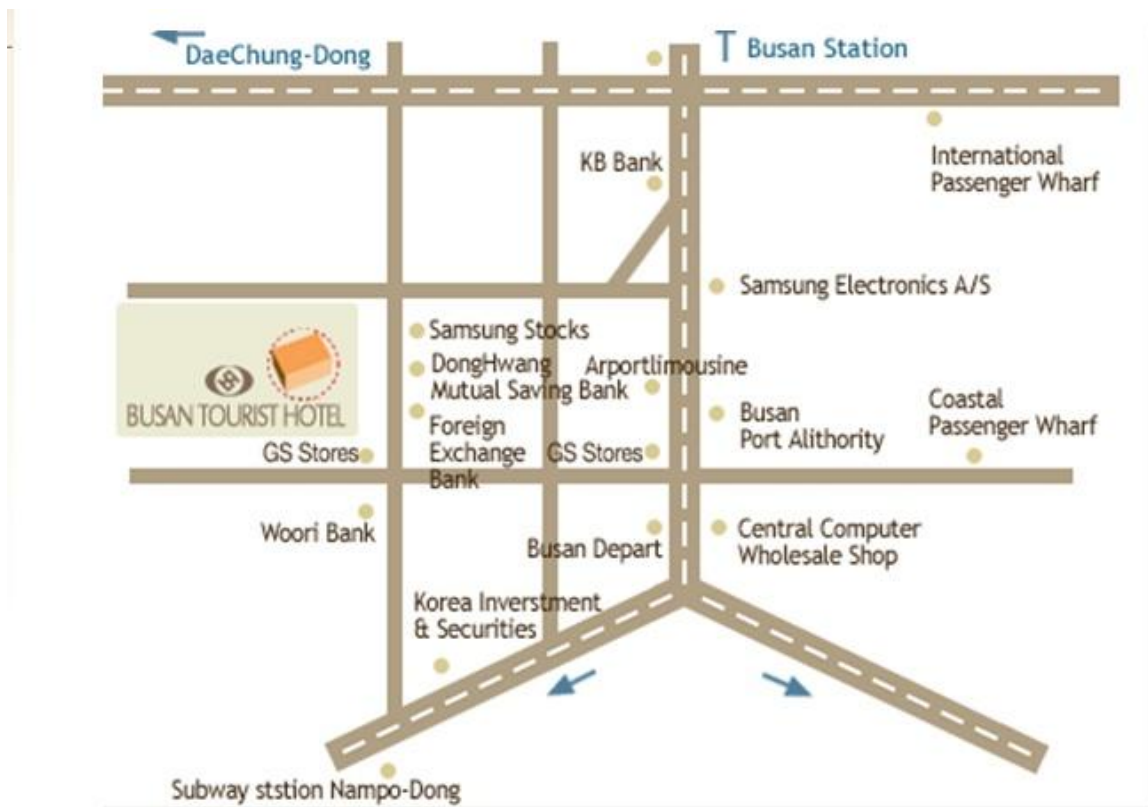 DaeChung-Dong
T Busan Station
KB Bank
International
Passenger Wharf
Samsung Electronics A/S
Samsung Stocks
DongHwang
Mutual Saving Bank
Arportlimousine
BUSAN TOURIST HOTEL
Foreign
Exchange
Bank
GS Stores
GS Stores
Busan
Port Alithority
Coastal
Passenger Wharf
Woori Bank
Busan Depart
Central Computer
Wholesale Shop
Korea Inverstment
& Securities
Subway ststion Nampo-Dong